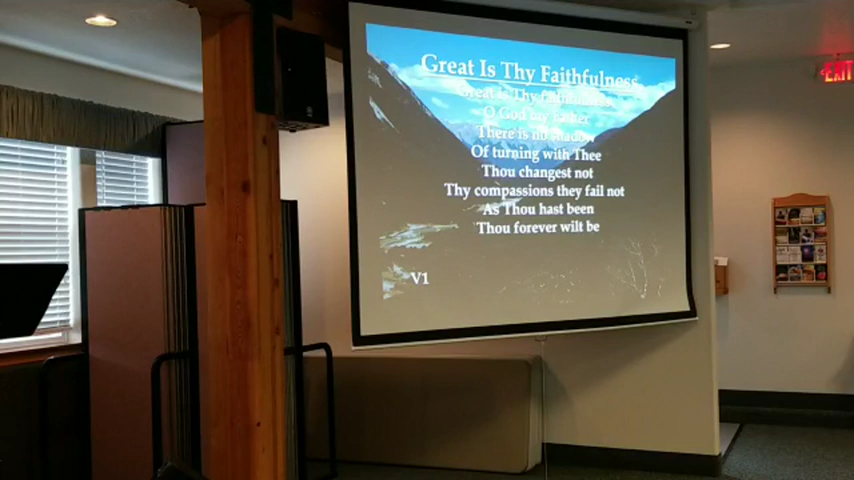 Great Is Thy Faithfulness
Great is Thy faithfulness
O God my Father
There is no shadow
Of turning with Thee
Thou changest not
Thy compassions they fail not
As Thou hast been
Thou forever wilt be
V1
EXIT